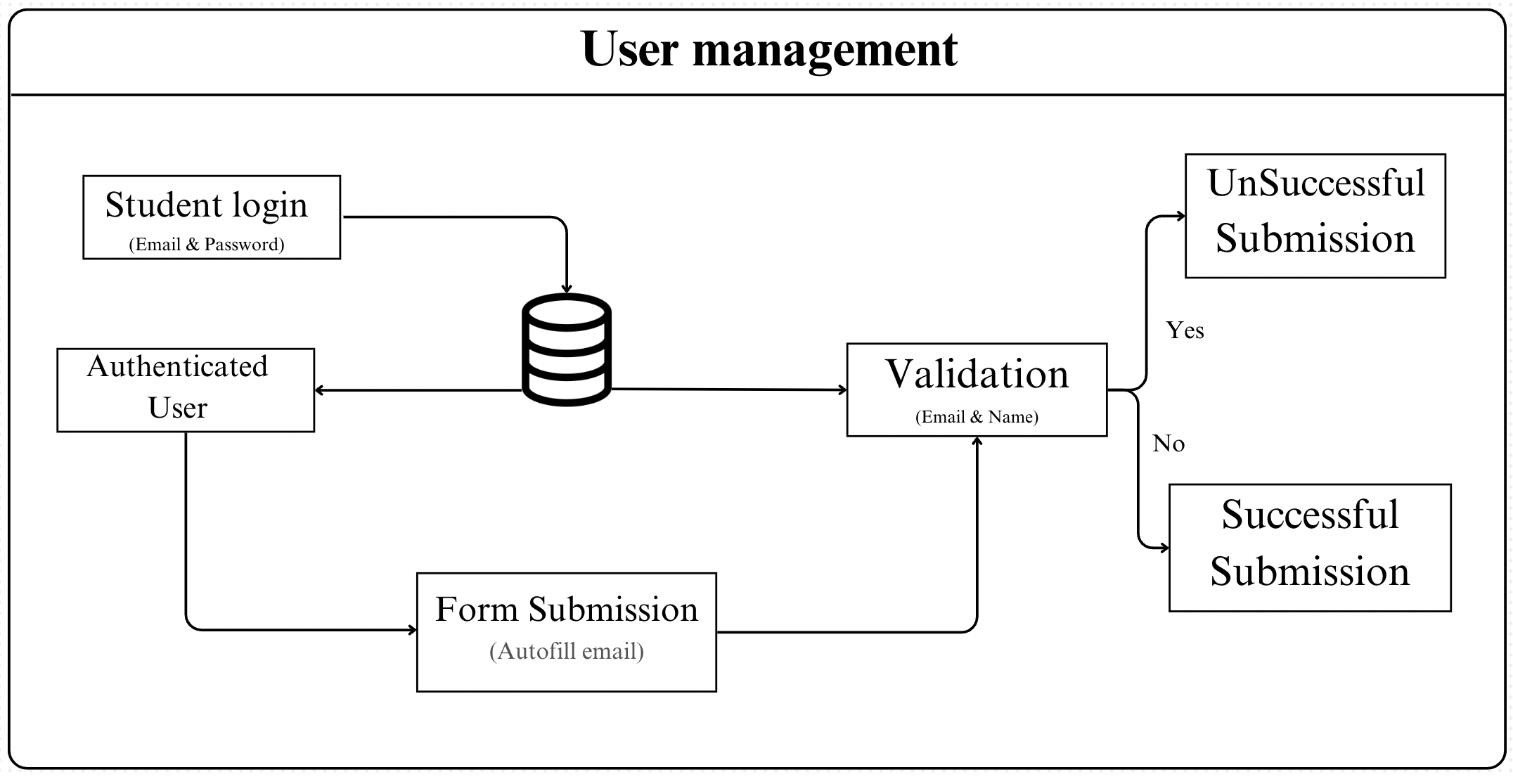 User management
Student login
(Email & Password)
Authenticated
User
Form Submission
(Autofill email)
Validation
(Email & Name)
Yes
No
UnSuccessful
Submission
Successful
Submission